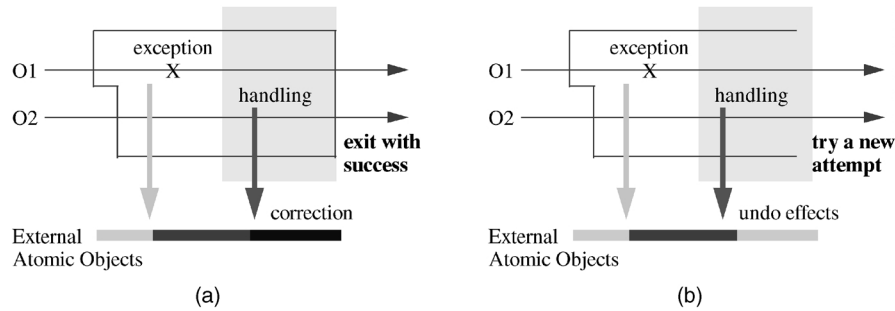 exception
O1
X
handling
O2
exit with
success
correction
External
Atomic Objects
(a)
exception
O1
X
handling
O2
try a new
attempt
undo effects
External
Atomic Objects
(b)